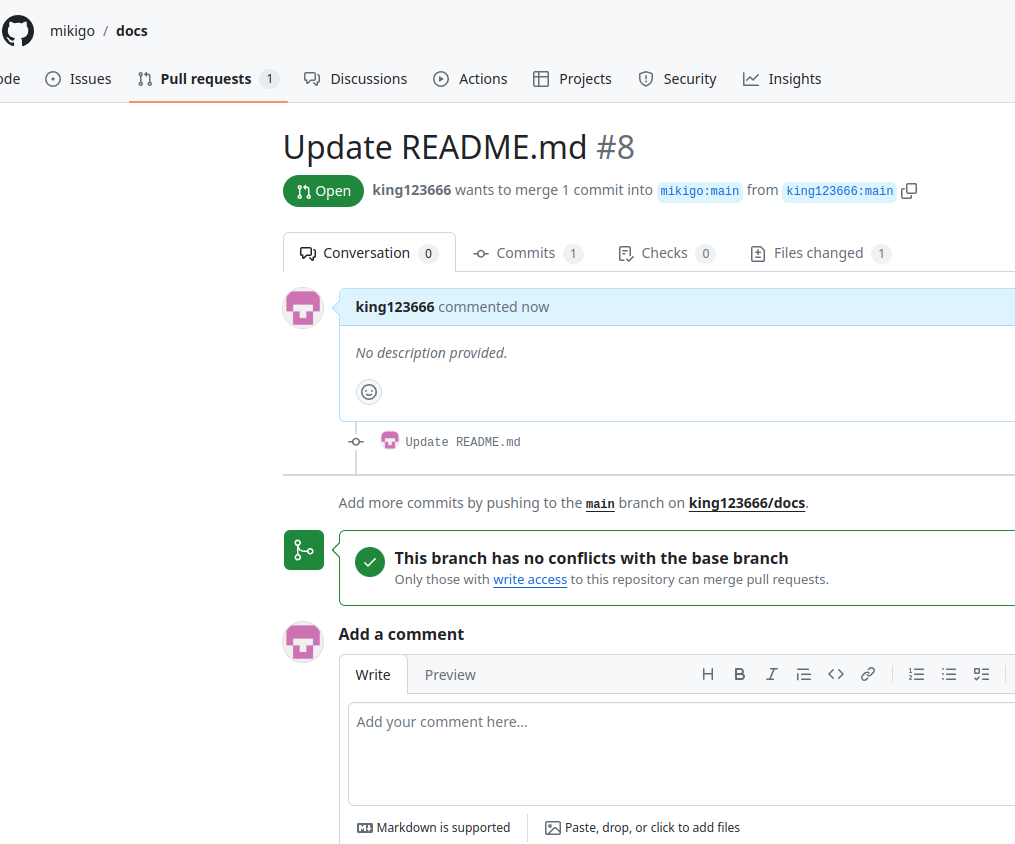 mikigo / docs
ode Issues Pull requests 1 Discussions Actions Projects Security Insights
Update README.md #8
Open king123666 wants to merge 1 commit into mikigo:main from king123666:main
Conversation 0 Commits 1 Checks 0 Files changed 1
king123666 commented now
No description provided.
Update README.md
Add more commits by pushing to the main branch on king123666/docs.
This branch has no conflicts with the base branch
Only those with write access to this repository can merge pull requests.
Add a comment
Write Preview
Add your comment here...
Markdown is supported Paste, drop, or click to add files